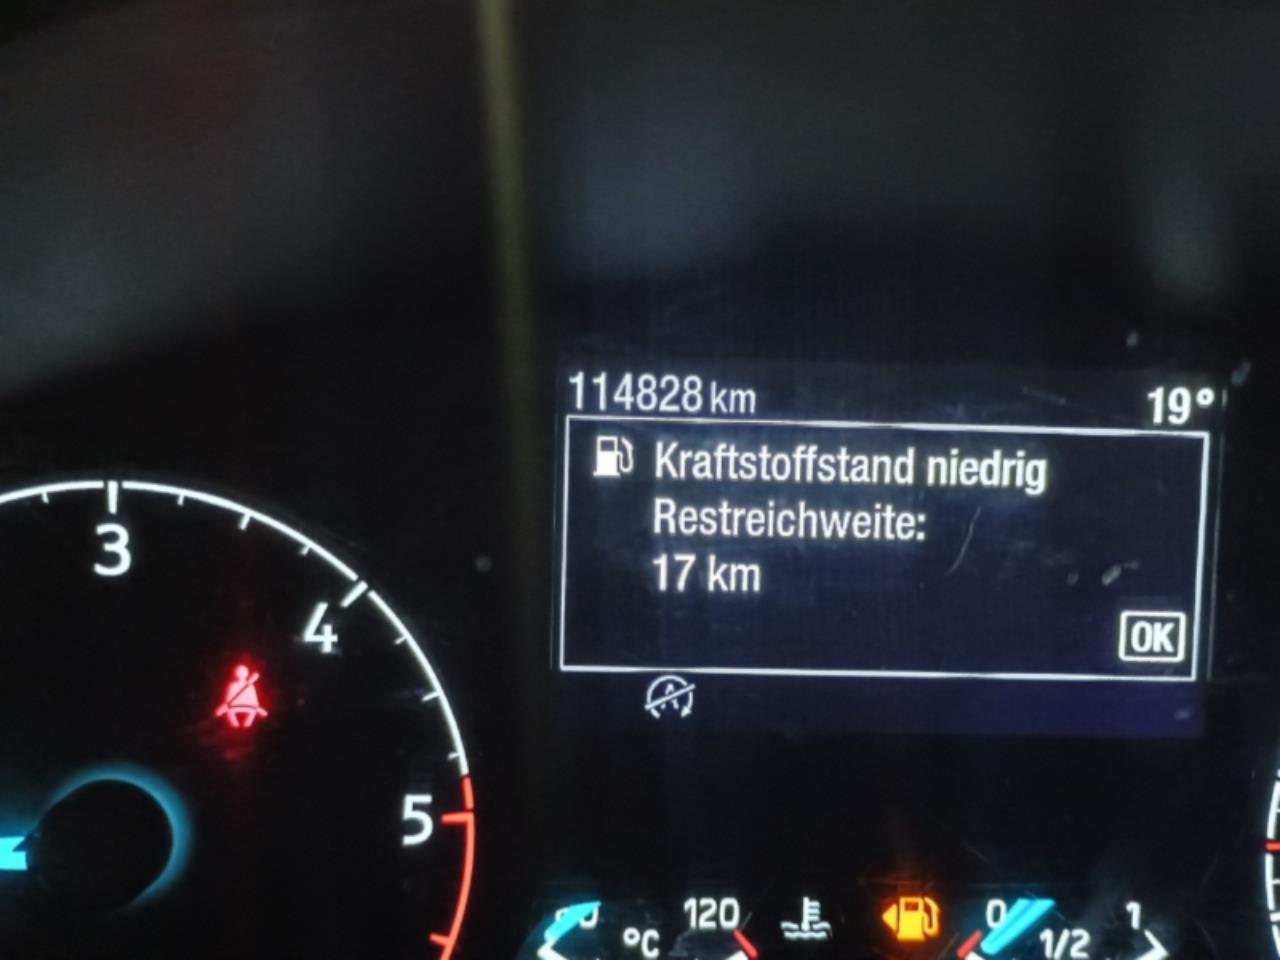 114828 km 19°
Kraftstoffstand niedrig
Restreichweite:
17 km
OK
3
4
5
120
°C
0
1/2
1